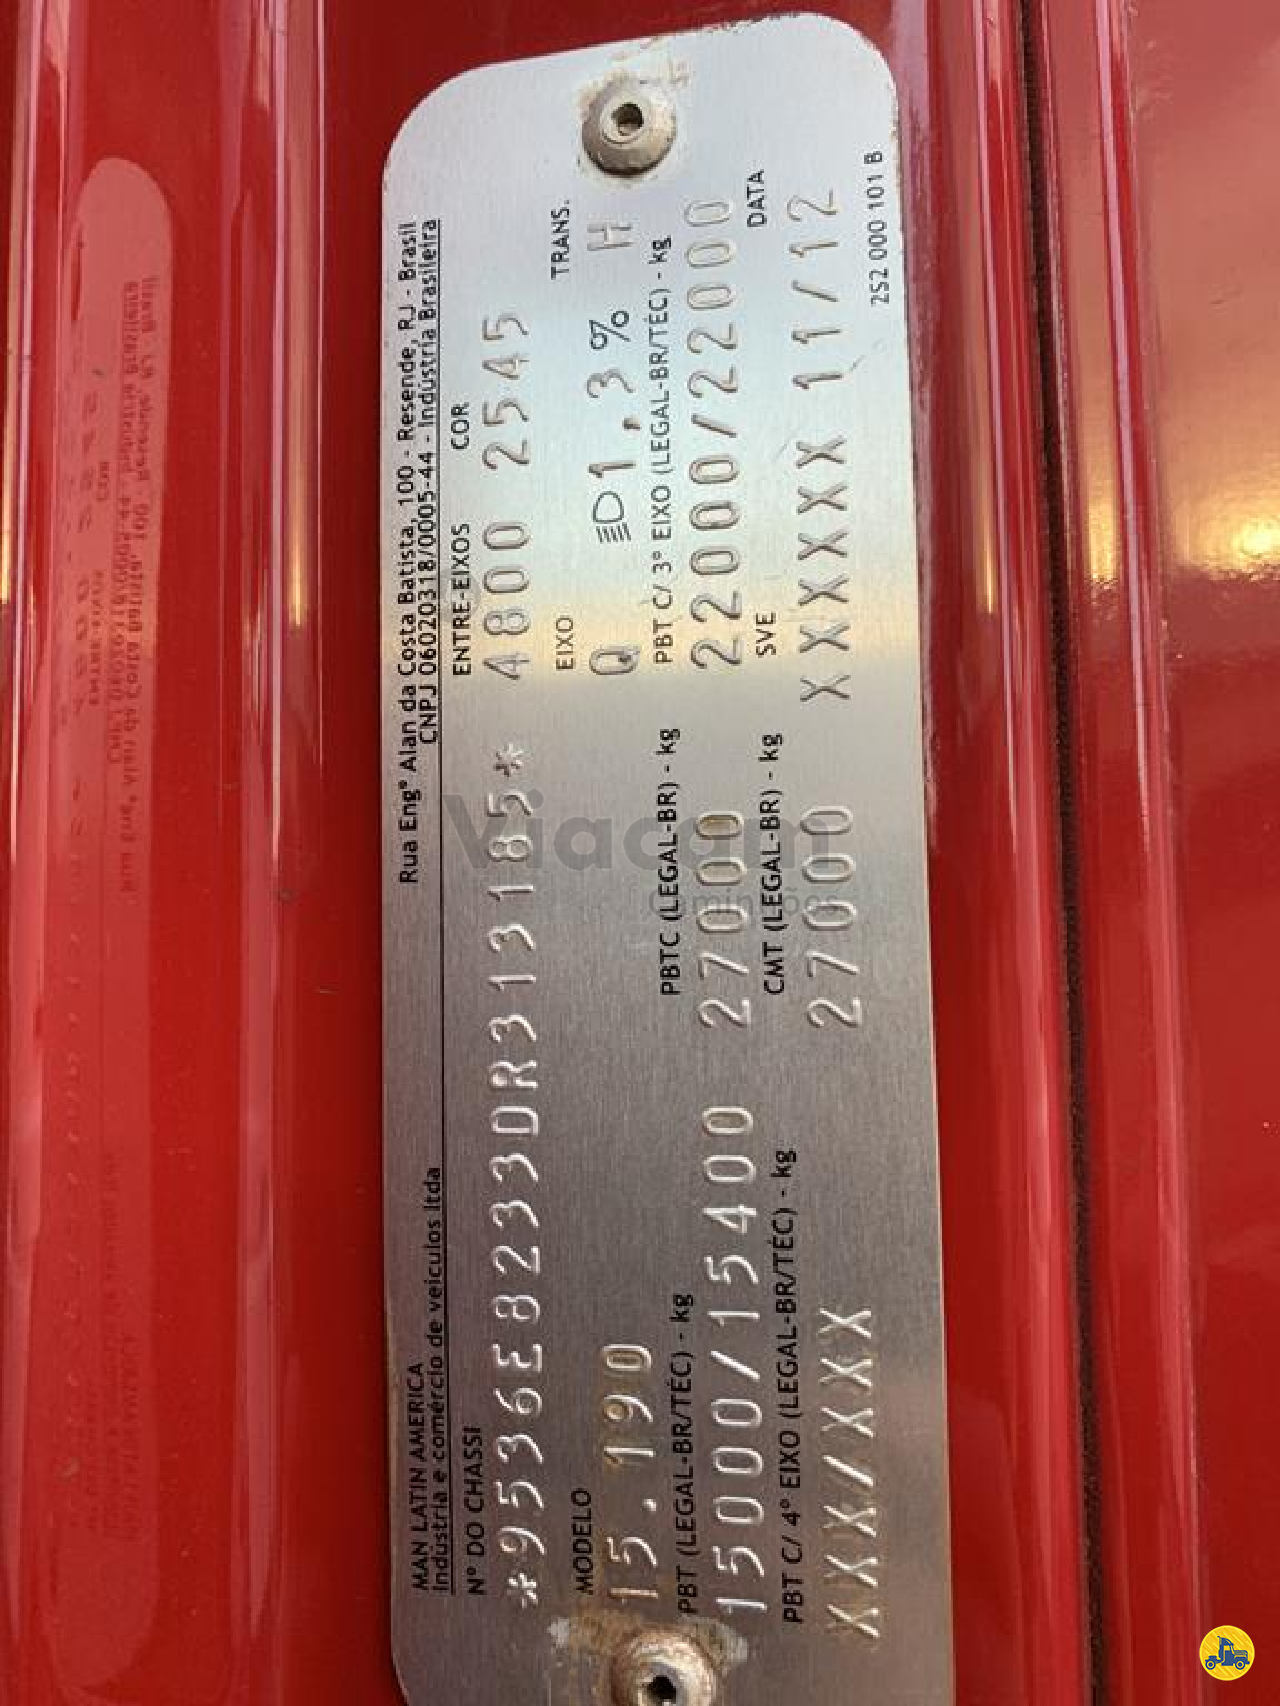 MAN LATIN AMERICA
Indústria e comércio de veículos ltda
Rua Engº Alan da Costa Batista, 100 - Resende, RJ - Brasil
CNPJ 06020318/0005-44 - Indústria Brasileira
Nº DO CHASSI ENTRE-EIXOS COR
*9536E8233DR313185* 4800 2545
MODELO EIXO TRANS.
15.190 Q 1,3% H
PBT (LEGAL-BR/TÉC) - kg PBTC (LEGAL-BR) - kg PBT C/ 3º EIXO (LEGAL-BR/TÉC) - kg
15000/15400 27000 22000/22000
PBT C/ 4º EIXO (LEGAL-BR/TÉC) - kg CMT (LEGAL-BR) - kg SVE DATA
XXX/XXX 27000 XXXXXX 11/12
2S2 000 101 B
Viacam
Caminhões